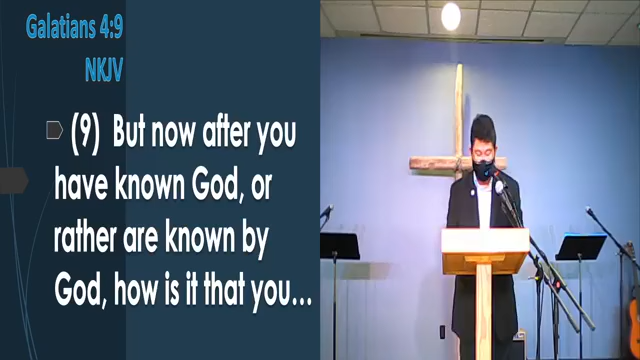 Galatians 4:9
NKJV
(9) But now after you
have known God, or
rather are known by
God, how is it that you...